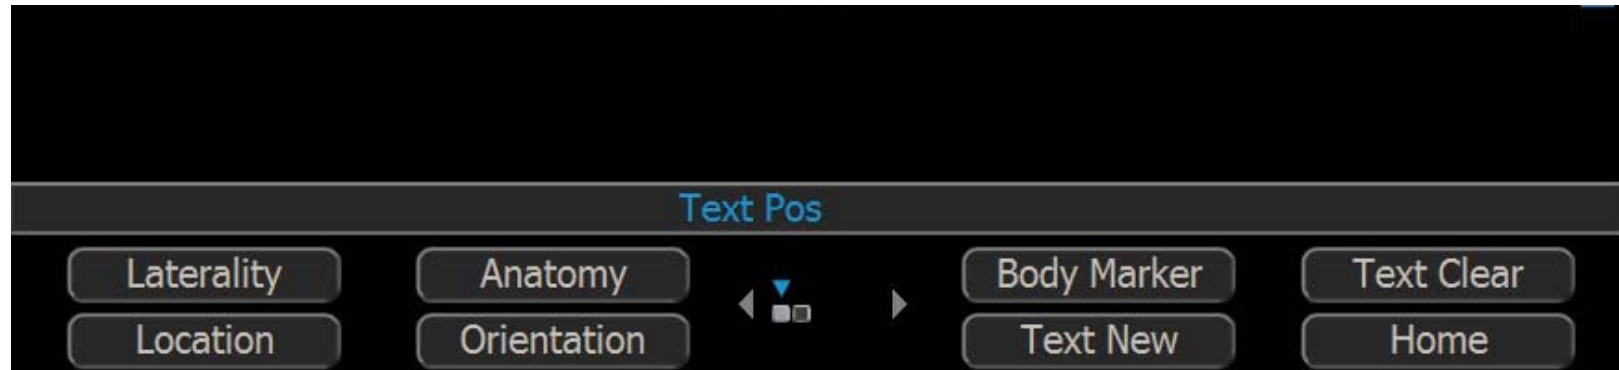 Text Pos
Laterality Anatomy Body Marker Text Clear
Location Orientation Text New Home